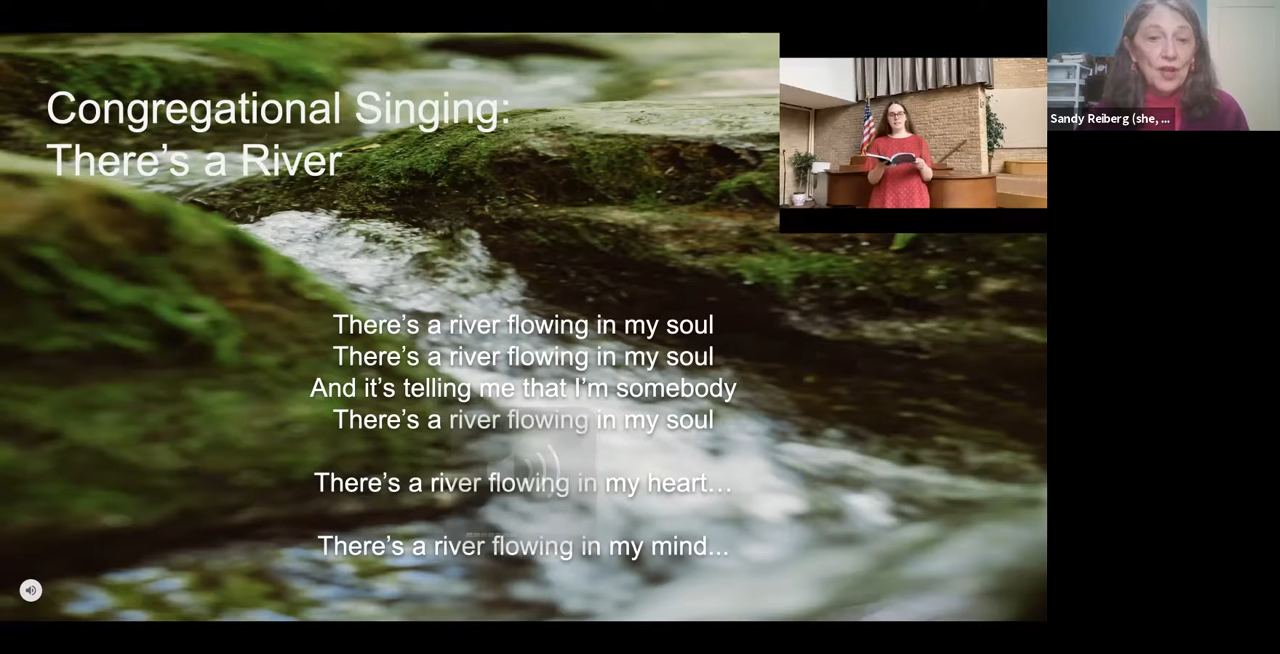 Congregational Singing:
There's a River
Sandy Reiberg (she, ...
There's a river flowing in my soul
There's a river flowing in my soul
And it's telling me that I'm somebody
There's a river flowing in my soul
There's a river flowing in my heart…
There's a river flowing in my mind...